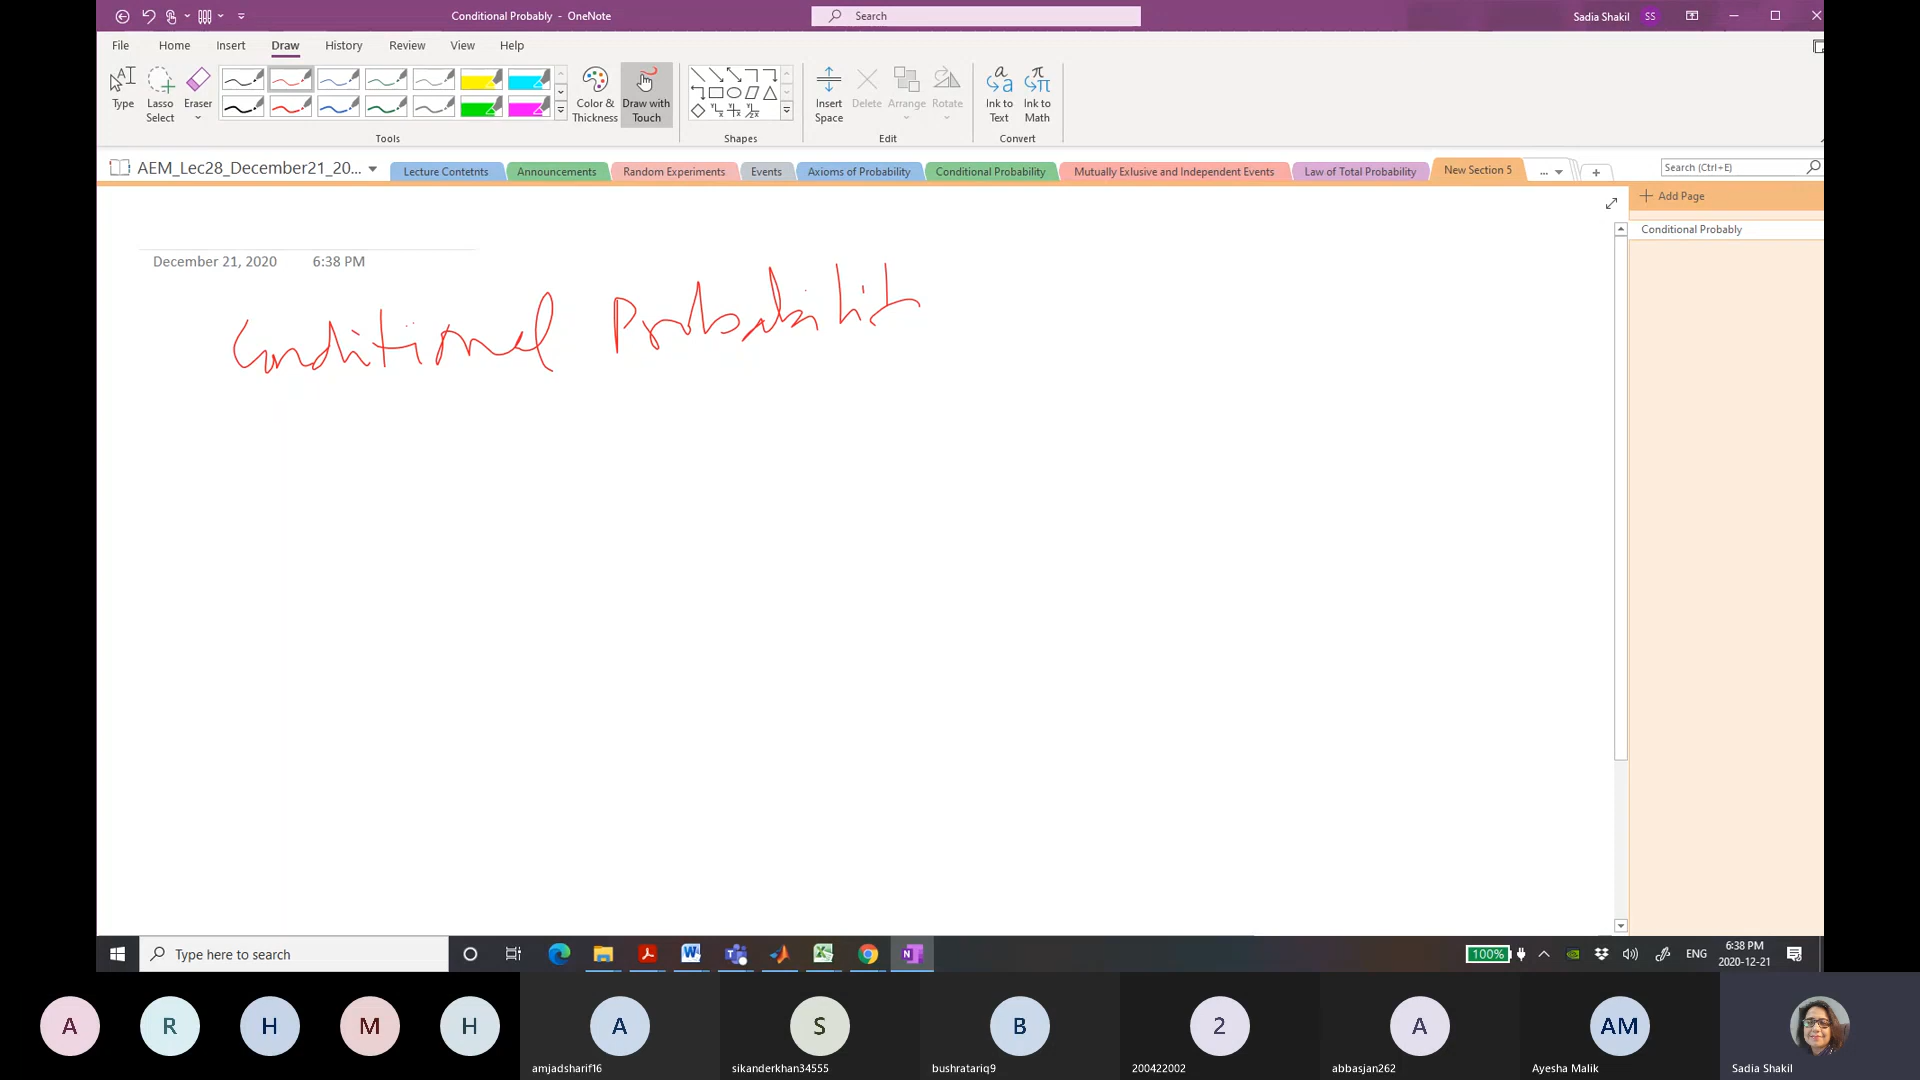 Conditional Probably - OneNote
Search
Sadia Shakil
SS
File Home Insert Draw History Review View Help
Type
Lasso Select
Eraser
Color & Thickness
Draw with Touch
Insert Space
Delete
Arrange
Rotate
Ink to Text
Ink to Math
Tools
Shapes
Edit
Convert
AEM_Lec28_December21_20...
Lecture Contetnts
Announcements
Random Experiments
Events
Axioms of Probability
Conditional Probability
Mutually Exlusive and Independent Events
Law of Total Probability
New Section 5
...
Search (Ctrl+E)
Add Page
Conditional Probably
December 21, 2020 6:38 PM
Conditional Probabilit
Type here to search
100%
ENG
6:38 PM
2020-12-21
A R H M H A S B 2 A AM
amjadsharif16 sikanderkhan34555 bushratariq9 200422002 abbasjan262 Ayesha Malik Sadia Shakil